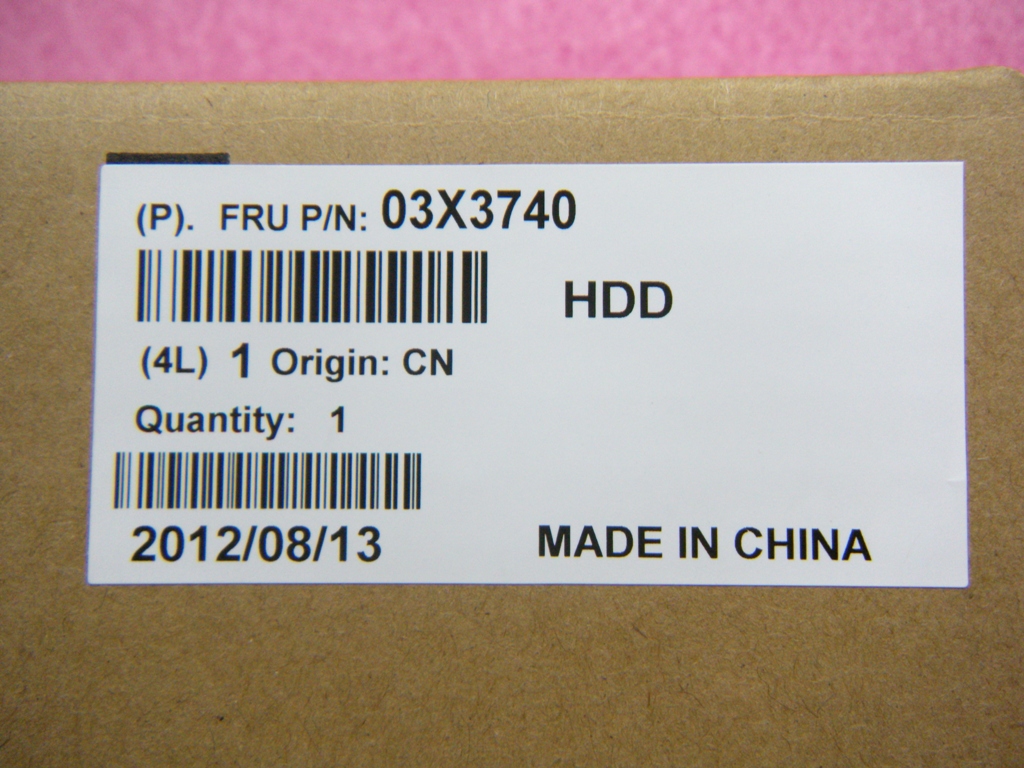 (P). FRU P/N: 03X3740
HDD
(4L) 1 Origin: CN
Quantity: 1
2012/08/13
MADE IN CHINA